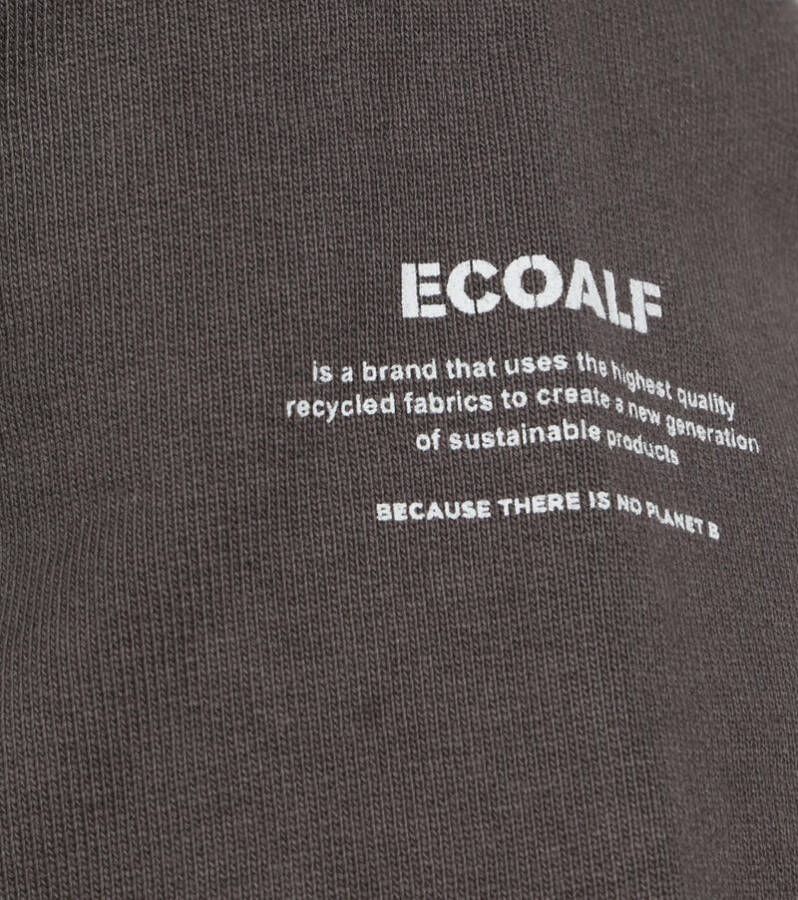 ECOALF
is a brand that uses the highest quality
recycled fabrics to create a new generation
of sustainable products
BECAUSE THERE IS NO PLANET B